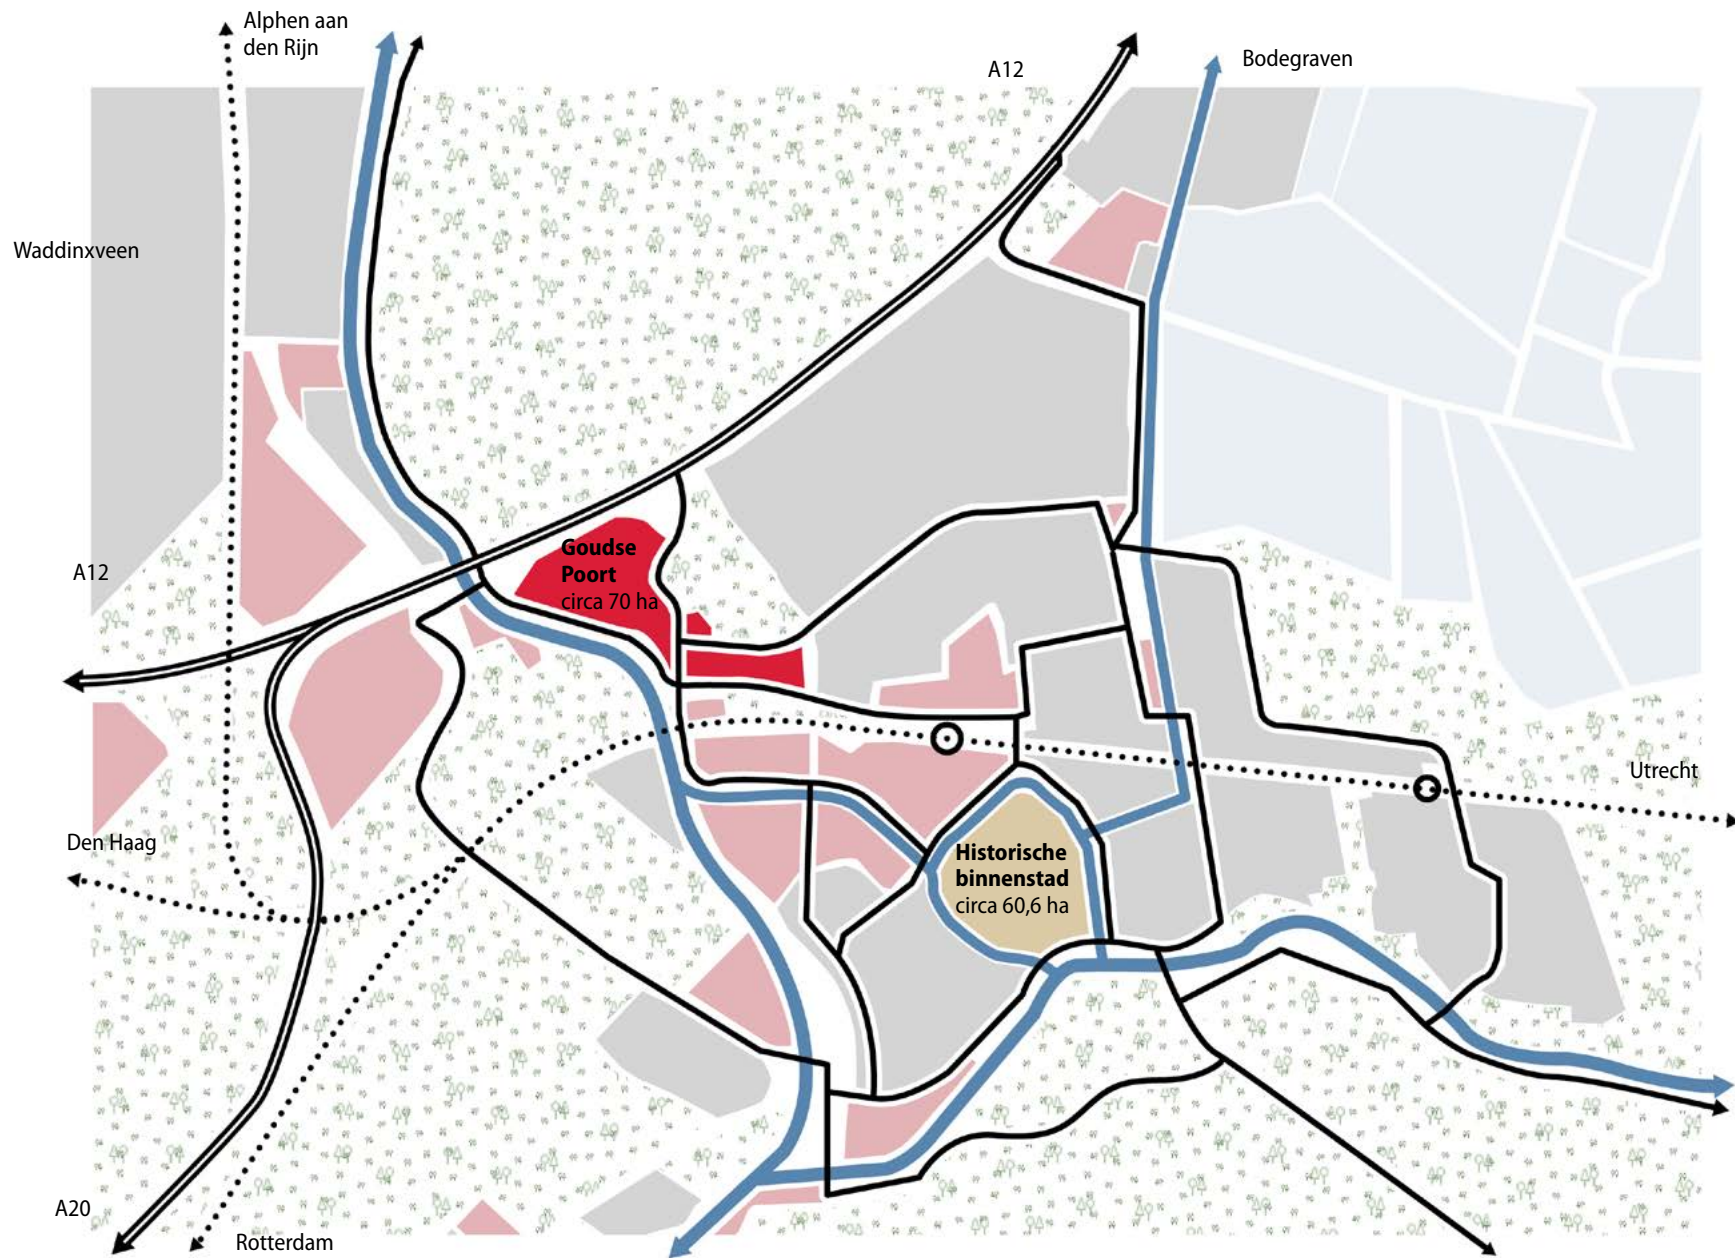 Alphen aan
den Rijn
A12
Bodegraven
Waddinxveen
Goudse
Poort
circa 70 ha
A12
Utrecht
Den Haag
Historische
binnenstad
circa 60,6 ha
A20
Rotterdam